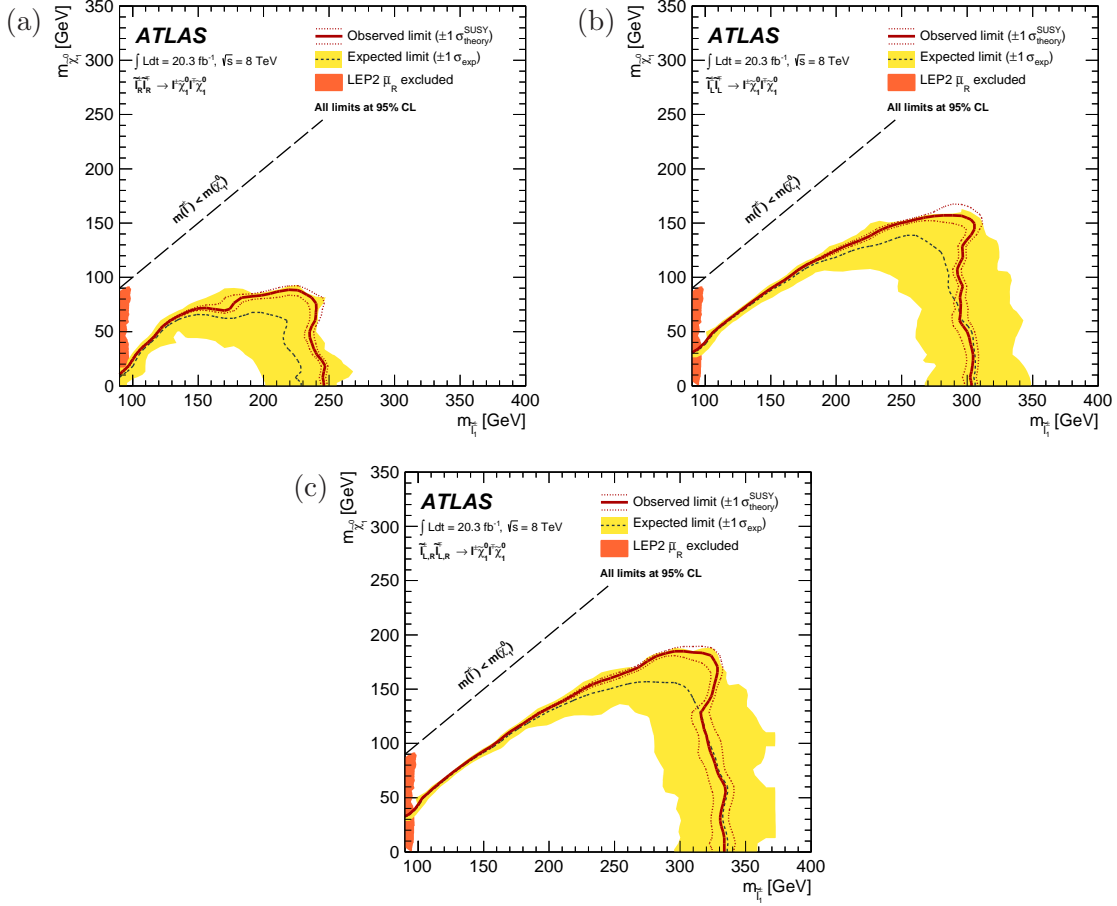 (a)
m_χ̃₁⁰ [GeV]
350
300
250
200
150
100
50
0
ATLAS
∫ Ldt = 20.3 fb⁻¹, √s = 8 TeV
l̃_R^± l̃_R^∓ → l^± χ̃₁⁰ l^∓ χ̃₁⁰
Observed limit (±1 σ_theory^SUSY)
Expected limit (±1 σ_exp)
LEP2 μ̃_R excluded
All limits at 95% CL
m(l̃^±) < m(χ̃₁⁰)
100 150 200 250 300 350 400
m_l̃₁^± [GeV]
(b)
m_χ̃₁⁰ [GeV]
350
300
250
200
150
100
50
0
ATLAS
∫ Ldt = 20.3 fb⁻¹, √s = 8 TeV
l̃_L^± l̃_L^∓ → l^± χ̃₁⁰ l^∓ χ̃₁⁰
Observed limit (±1 σ_theory^SUSY)
Expected limit (±1 σ_exp)
LEP2 μ̃_R excluded
All limits at 95% CL
m(l̃^±) < m(χ̃₁⁰)
100 150 200 250 300 350 400
m_l̃₁^± [GeV]
(c)
m_χ̃₁⁰ [GeV]
350
300
250
200
150
100
50
0
ATLAS
∫ Ldt = 20.3 fb⁻¹, √s = 8 TeV
l̃_L,R^± l̃_L,R^∓ → l^± χ̃₁⁰ l^∓ χ̃₁⁰
Observed limit (±1 σ_theory^SUSY)
Expected limit (±1 σ_exp)
LEP2 μ̃_R excluded
All limits at 95% CL
m(l̃^±) < m(χ̃₁⁰)
100 150 200 250 300 350 400
m_l̃₁^± [GeV]